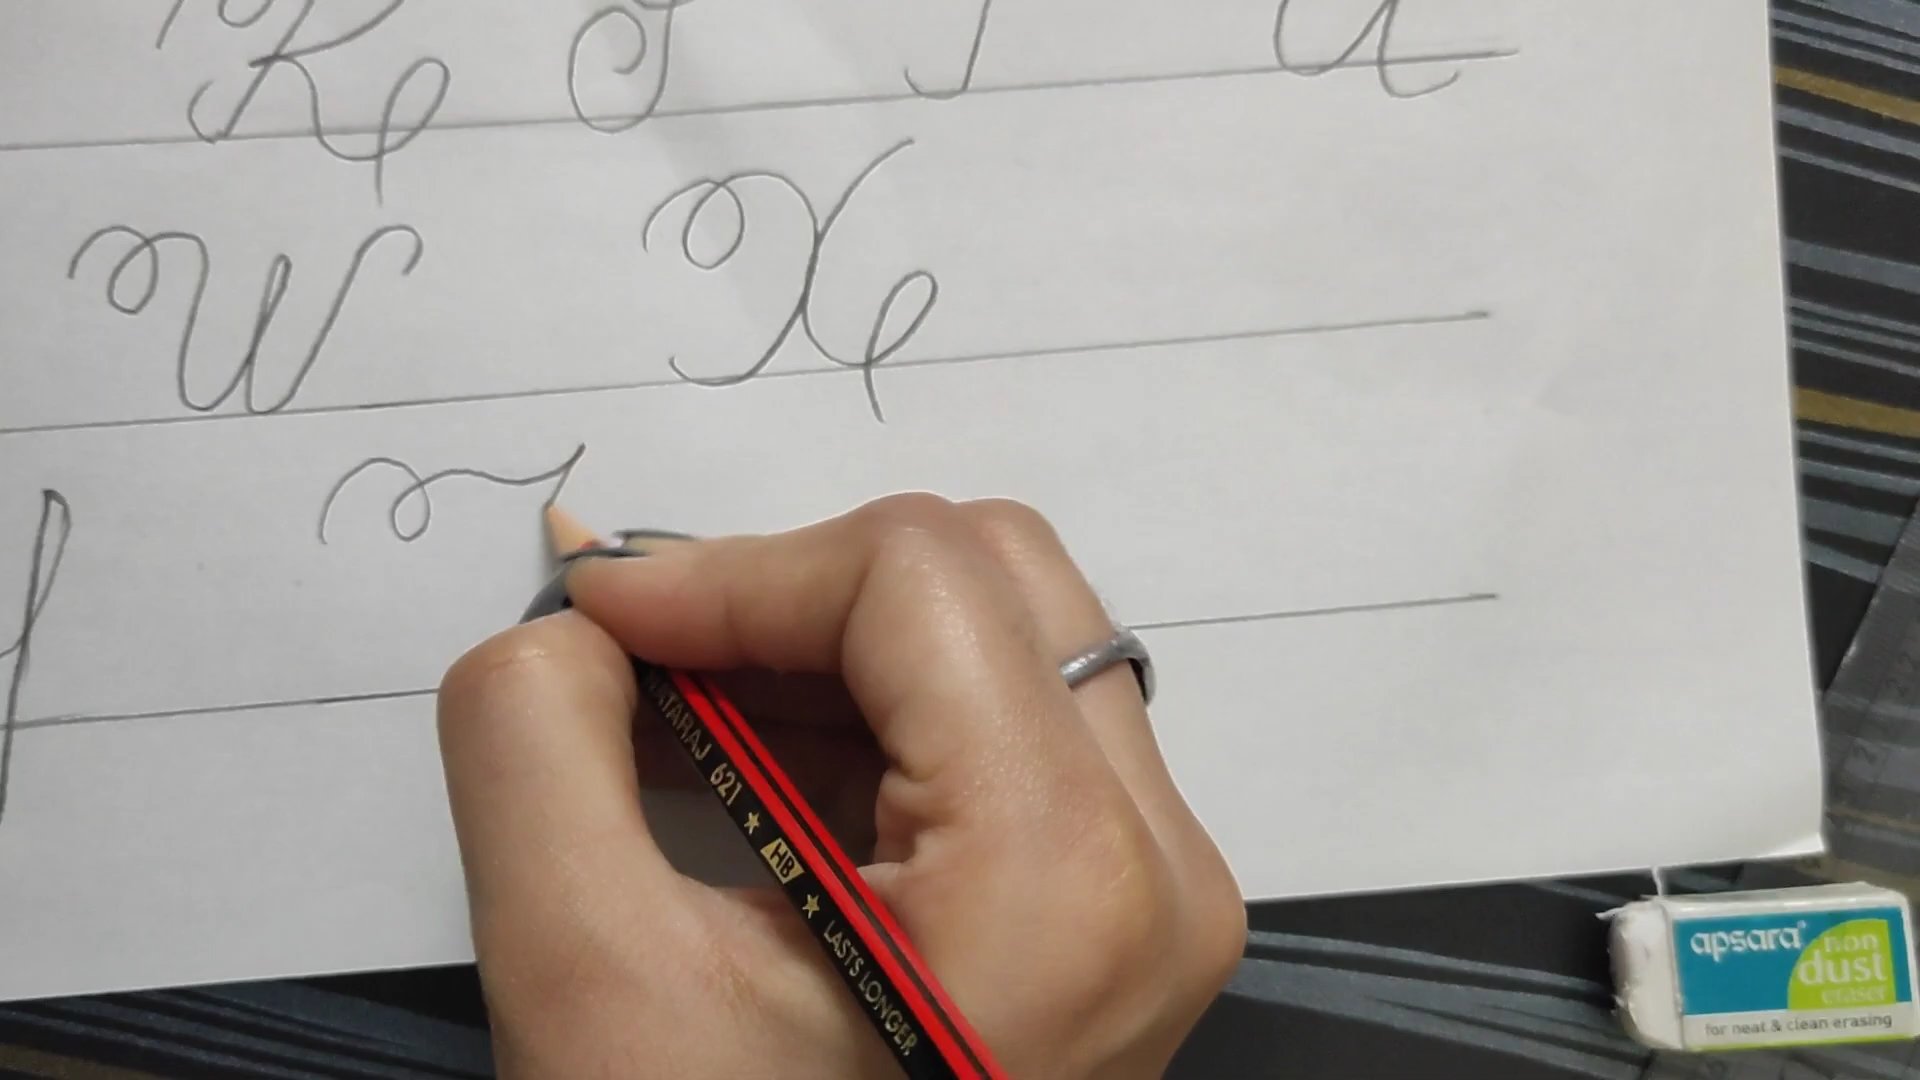 R S T U
W X
NATARAJ 621 ★ HB ★ LASTS LONGER
apsara
non
dust
eraser
for neat & clean erasing